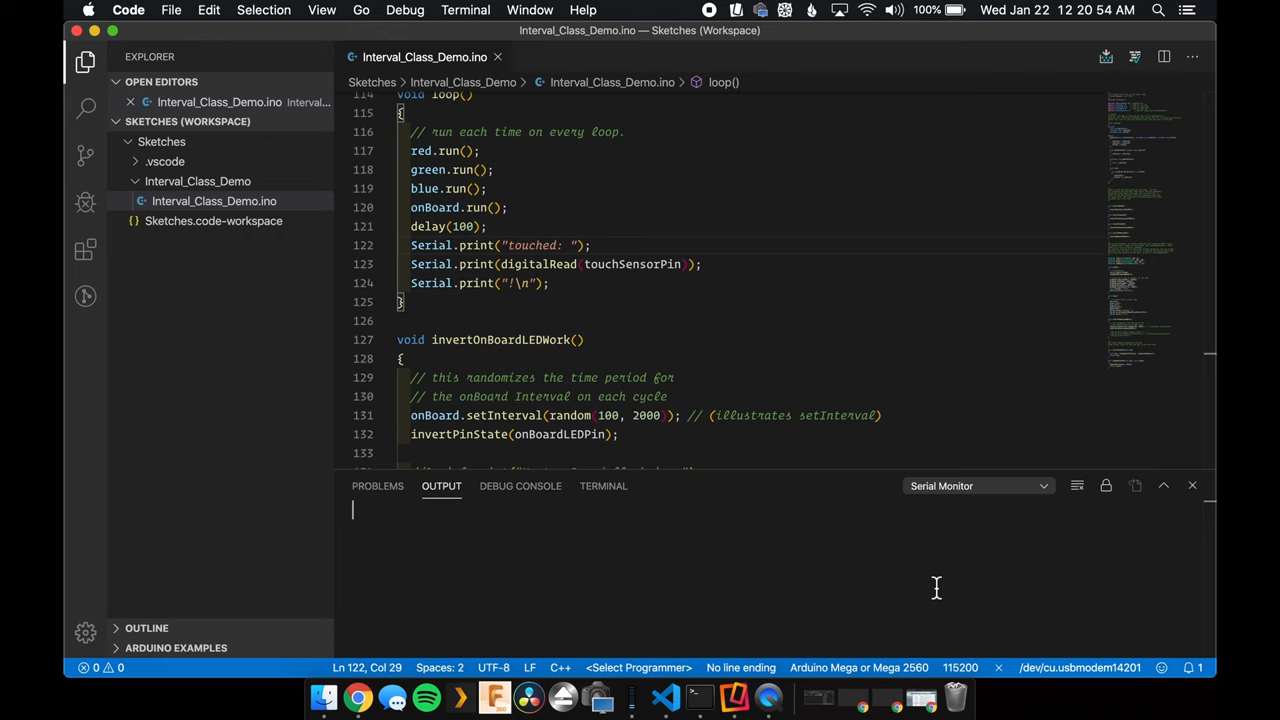 Code File Edit Selection View Go Debug Terminal Window Help 100% Wed Jan 22 12 20 54 AM
Interval_Class_Demo.ino — Sketches (Workspace)
EXPLORER
Interval_Class_Demo.ino
OPEN EDITORS
Interval_Class_Demo.ino Interval...
SKETCHES (WORKSPACE)
Sketches
.vscode
Interval_Class_Demo
Interval_Class_Demo.ino
Sketches.code-workspace
OUTLINE
ARDUINO EXAMPLES
Sketches > Interval_Class_Demo > Interval_Class_Demo.ino > loop()
114 void loop()
115 {
116 // run each time on every loop.
117 red.run();
118 green.run();
119 blue.run();
120 onBoard.run();
121 delay(100);
122 Serial.print("touched: ");
123 Serial.print(digitalRead(touchSensorPin));
124 Serial.print("!\n");
125 }
126
127 void invertOnBoardLEDWork()
128 {
129 // this randomizes the time period for
130 // the onBoard Interval on each cycle
131 onBoard.setInterval(random(100, 2000)); // (illustrates setInterval)
132 invertPinState(onBoardLEDPin);
133
PROBLEMS OUTPUT DEBUG CONSOLE TERMINAL Serial Monitor
0 0 Ln 122, Col 29 Spaces: 2 UTF-8 LF C++ <Select Programmer> No line ending Arduino Mega or Mega 2560 115200 /dev/cu.usbmodem14201 1